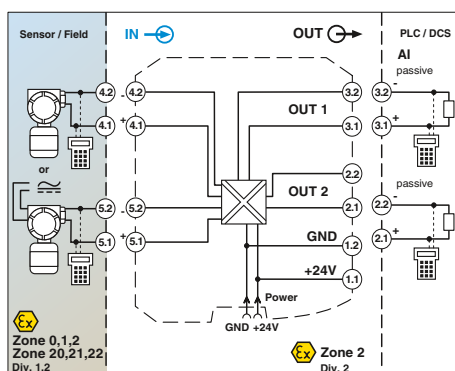 Sensor / Field
IN
OUT
PLC / DCS
AI
passive
4.2 - 4.2
3.2 3.2 -
OUT 1
4.1 + 4.1
3.1 3.1 +
or
2.2
passive
OUT 2
5.2 - 5.2
2.1 2.2 -
GND
5.1 + 5.1
1.2 2.1 +
+24V
1.1
Power
GND +24V
Ex
Zone 0,1,2
Zone 20,21,22
Div. 1,2
Ex
Zone 2
Div. 2